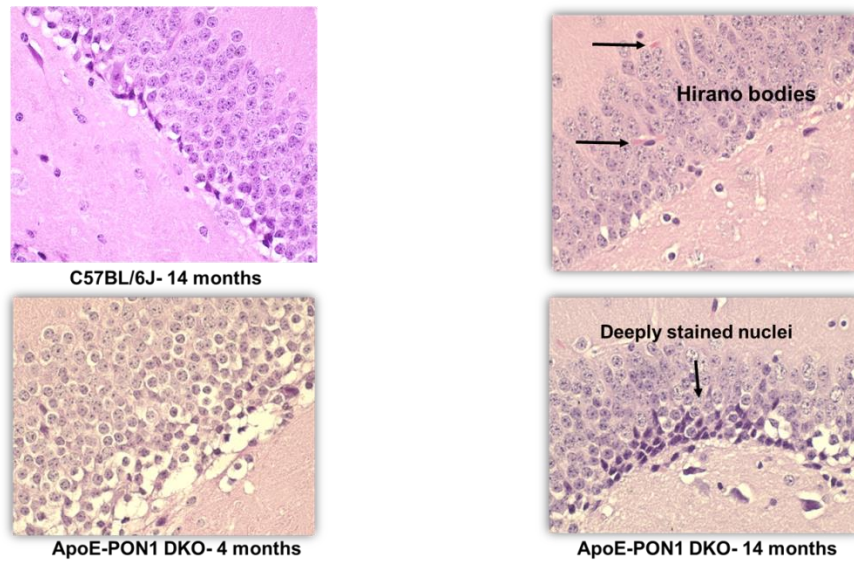 Hirano bodies
C57BL/6J- 14 months
Deeply stained nuclei
ApoE-PON1 DKO- 4 months
ApoE-PON1 DKO- 14 months